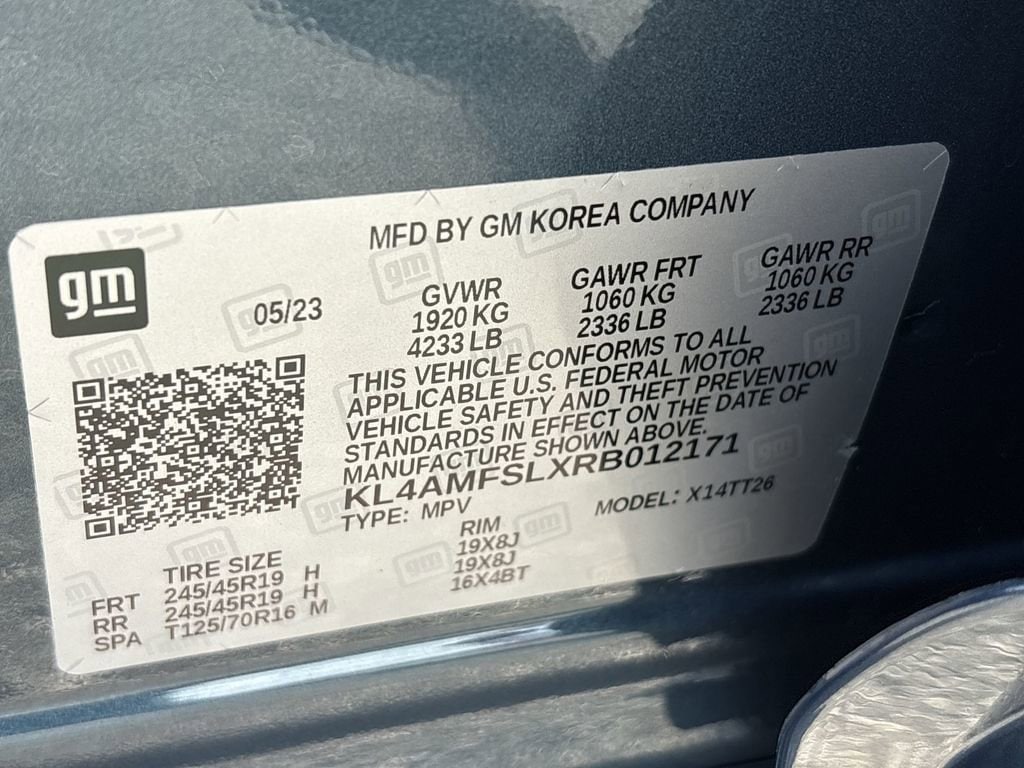 gm
MFD BY GM KOREA COMPANY
05/23
GVWR GAWR FRT GAWR RR
1920 KG 1060 KG 1060 KG
4233 LB 2336 LB 2336 LB
THIS VEHICLE CONFORMS TO ALL
APPLICABLE U.S. FEDERAL MOTOR
VEHICLE SAFETY AND THEFT PREVENTION
STANDARDS IN EFFECT ON THE DATE OF
MANUFACTURE SHOWN ABOVE.
KL4AMFSLXRB012171
TYPE: MPV MODEL: X14TT26
TIRE SIZE RIM
FRT 245/45R19 H 19X8J
RR 245/45R19 H 19X8J
SPA T125/70R16 M 16X4BT